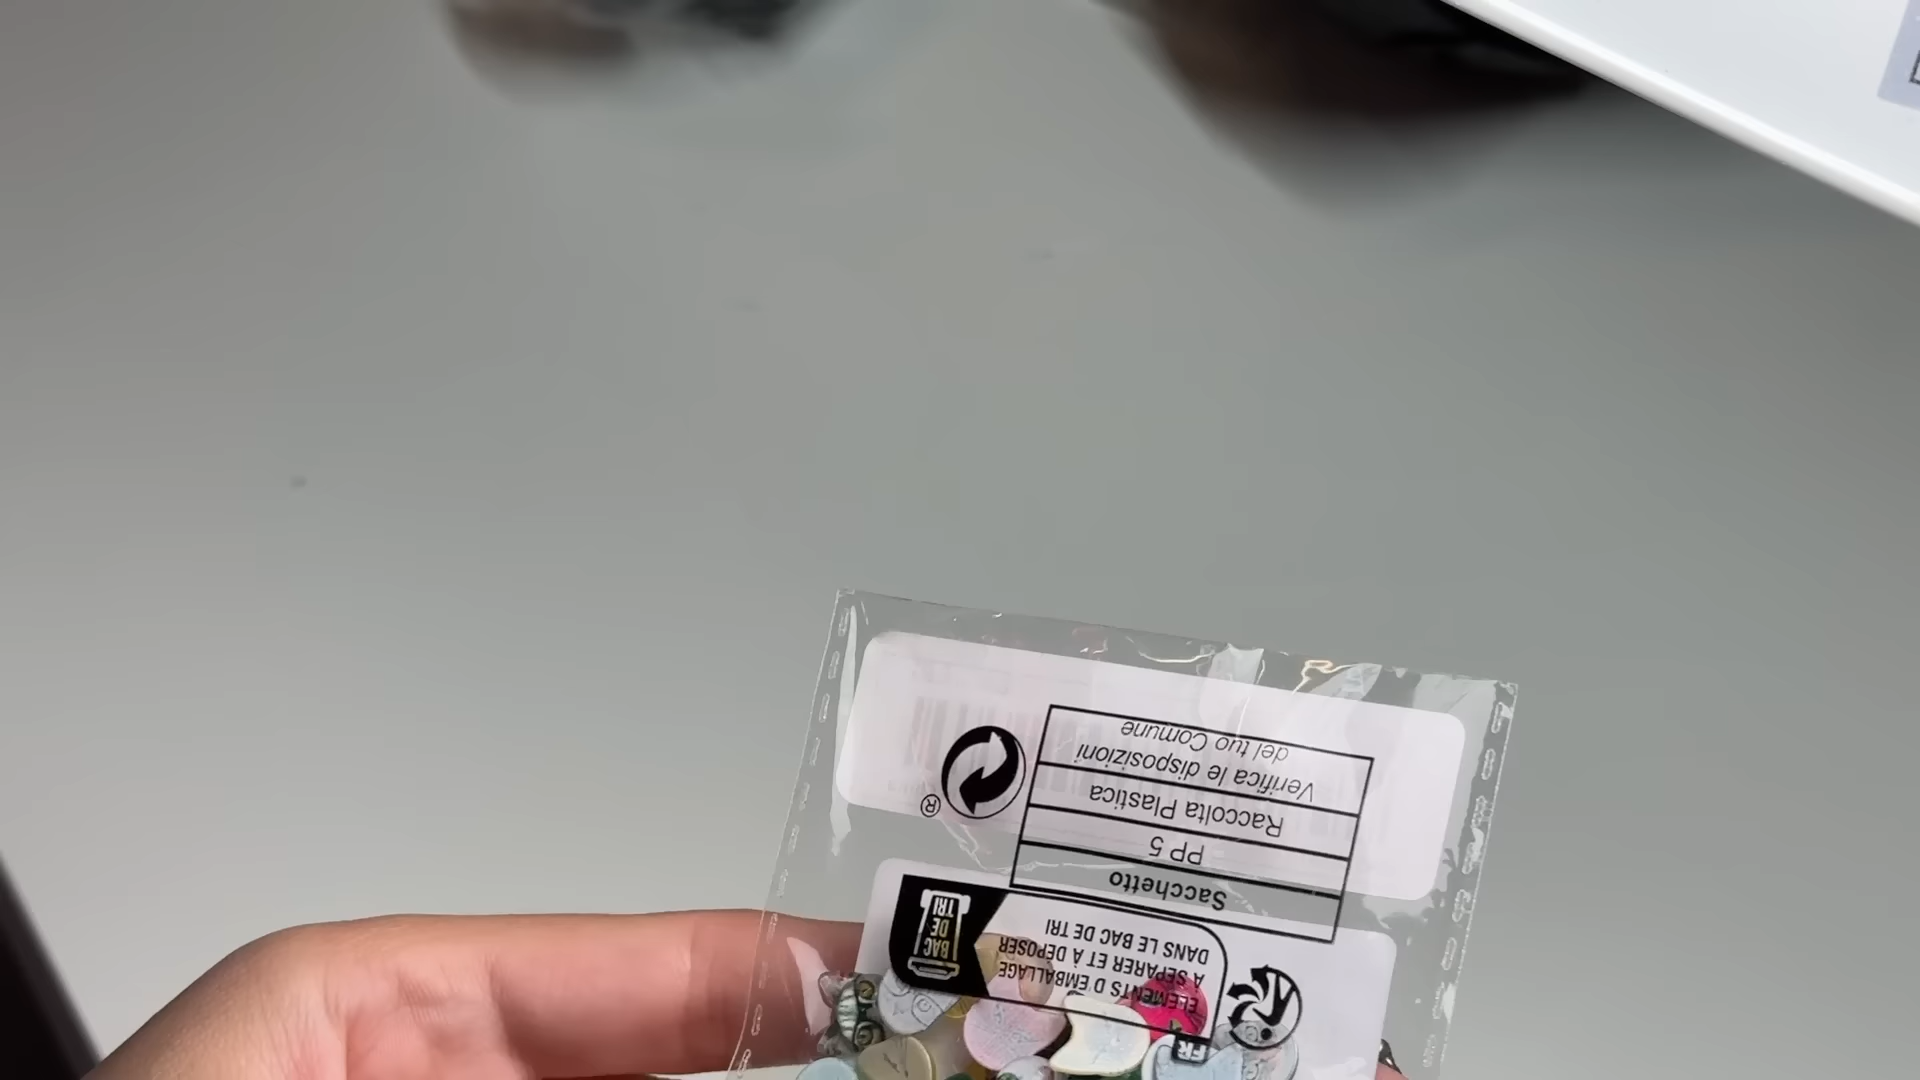 FR
ELEMENTS D'EMBALLAGE
A SÉPARER ET À DÉPOSER
DANS LE BAC DE TRI
BAC
DE
TRI
Sacchetto
PP 5
Raccolta Plastica
Verifica le disposizioni
del tuo Comune
®